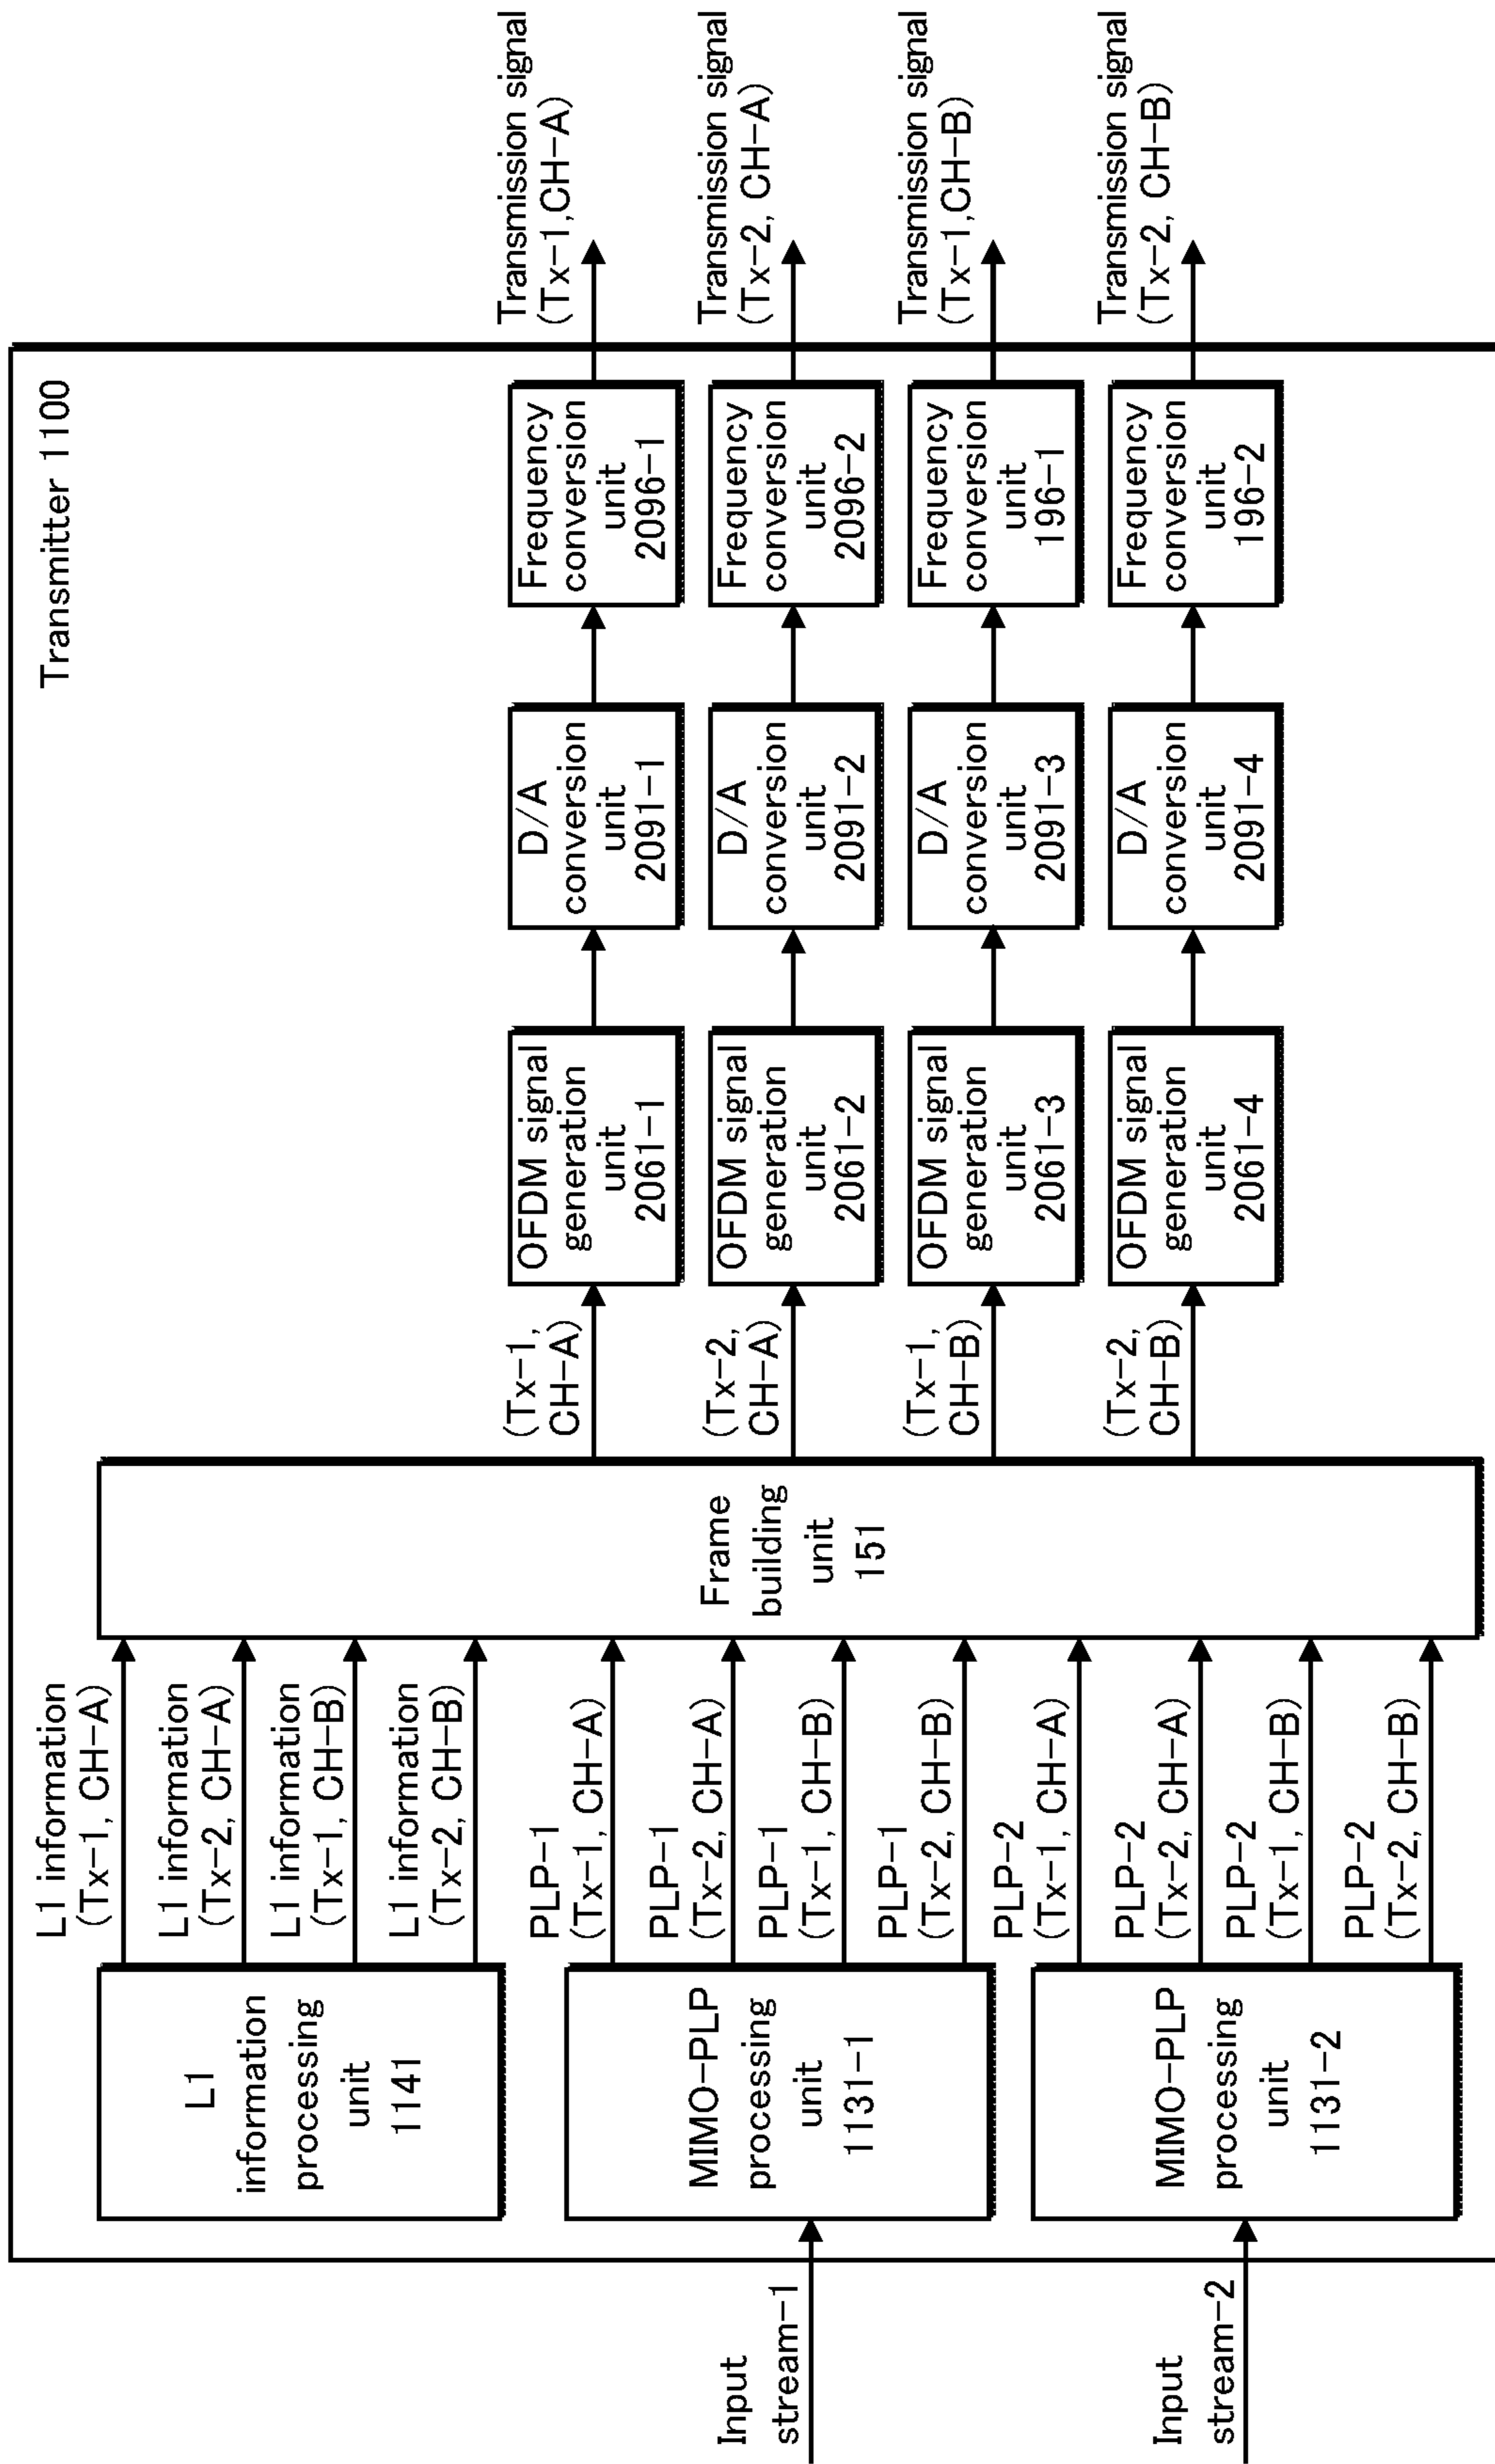 Transmitter 1100
Input
stream-1
Input
stream-2
L1
information
processing
unit
1141
MIMO-PLP
processing
unit
1131-1
MIMO-PLP
processing
unit
1131-2
L1 information
(Tx-1, CH-A)
L1 information
(Tx-2, CH-A)
L1 information
(Tx-1, CH-B)
L1 information
(Tx-2, CH-B)
PLP-1
(Tx-1, CH-A)
PLP-1
(Tx-2, CH-A)
PLP-1
(Tx-1, CH-B)
PLP-1
(Tx-2, CH-B)
PLP-2
(Tx-1, CH-A)
PLP-2
(Tx-2, CH-A)
PLP-2
(Tx-1, CH-B)
PLP-2
(Tx-2, CH-B)
Frame
building
unit
151
(Tx-1,
CH-A)
(Tx-2,
CH-A)
(Tx-1,
CH-B)
(Tx-2,
CH-B)
OFDM signal
generation
unit
2061-1
OFDM signal
generation
unit
2061-2
OFDM signal
generation
unit
2061-3
OFDM signal
generation
unit
2061-4
D/A
conversion
unit
2091-1
D/A
conversion
unit
2091-2
D/A
conversion
unit
2091-3
D/A
conversion
unit
2091-4
Frequency
conversion
unit
2096-1
Frequency
conversion
unit
2096-2
Frequency
conversion
unit
196-1
Frequency
conversion
unit
196-2
Transmission signal
(Tx-1,CH-A)
Transmission signal
(Tx-2, CH-A)
Transmission signal
(Tx-1,CH-B)
Transmission signal
(Tx-2, CH-B)